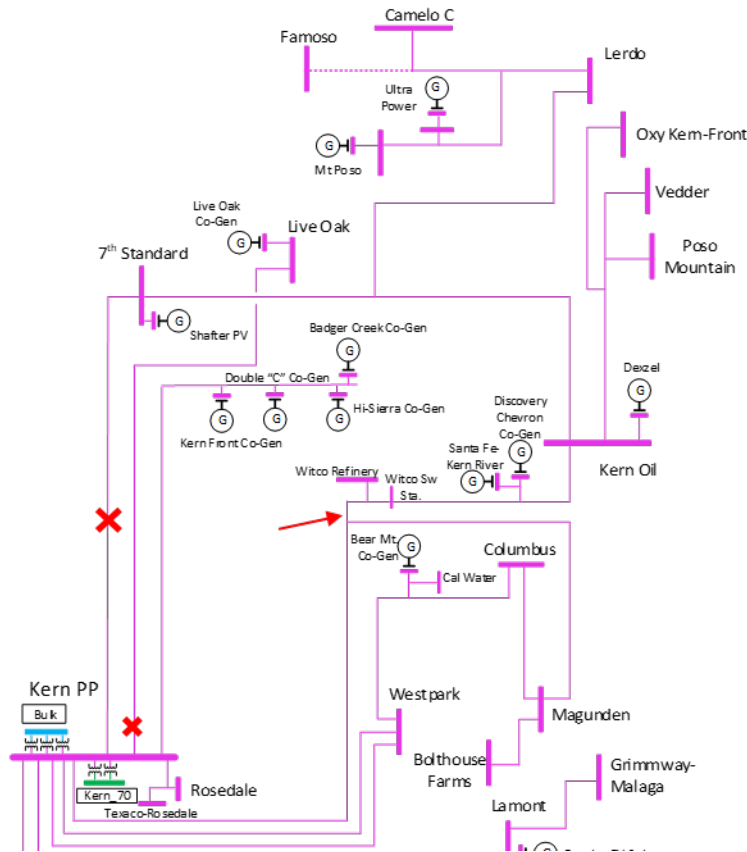 Camelo C
Famoso
Lerdo
Ultra
Power
G
Oxy Kern-Front
G
Mt Poso
Vedder
Live Oak
Co-Gen
Live Oak
G
7th Standard
Poso
Mountain
G
Shafter PV
Badger Creek Co-Gen
G
Double "C" Co-Gen
Dexzel
G
Discovery
Chevron
Co-Gen
Hi-Sierra Co-Gen
G
G
G
Kern Front Co-Gen
Santa Fe-
Kern River
G
G
Kern Oil
Witco Refinery
Witco Sw
Sta.
Bear Mt.
Co-Gen
G
Columbus
Cal Water
Kern PP
Bulk
Westpark
Magunden
Bolthouse
Farms
Grimmway-
Malaga
Kern_70
Rosedale
Texaco-Rosedale
Lamont
G